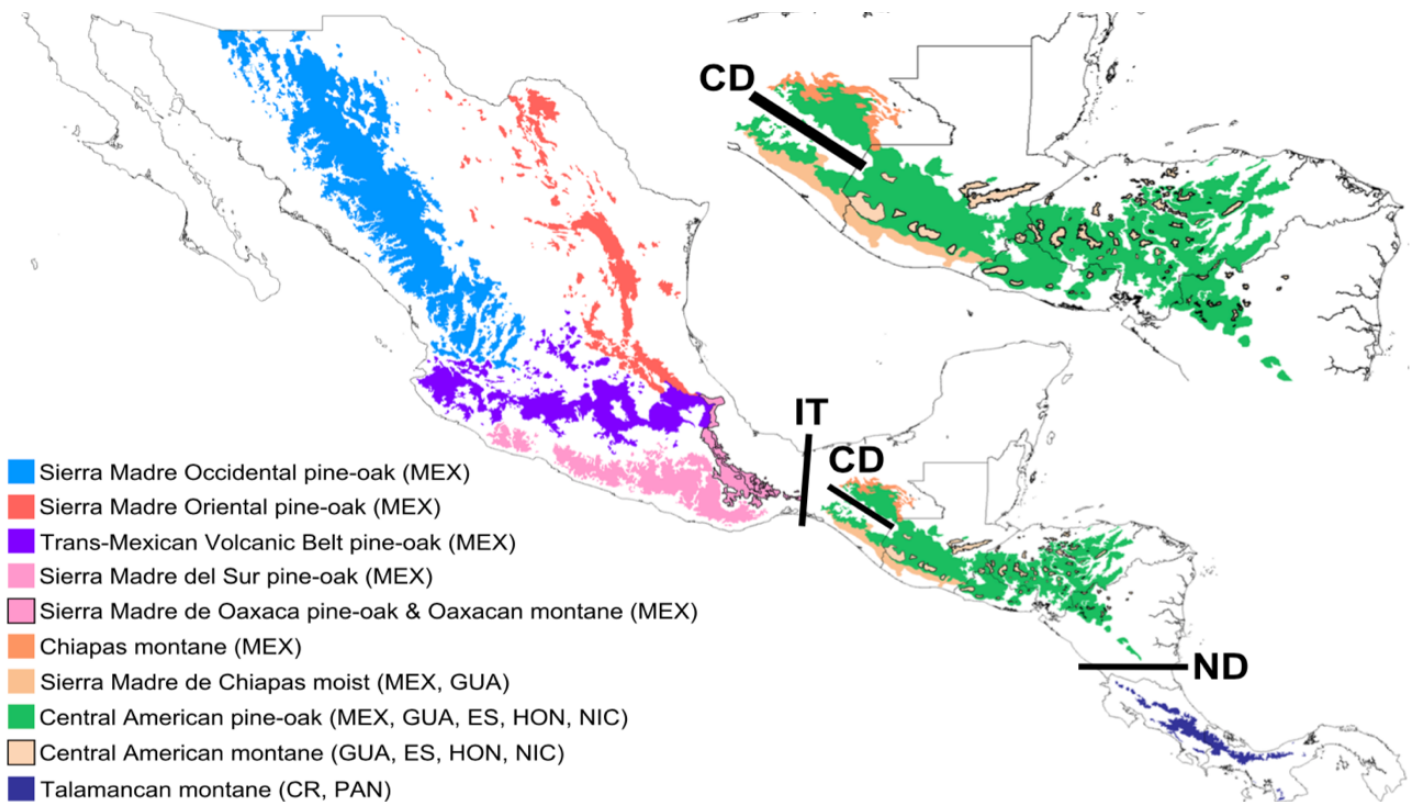 CD
IT
CD
ND
Sierra Madre Occidental pine-oak (MEX)
Sierra Madre Oriental pine-oak (MEX)
Trans-Mexican Volcanic Belt pine-oak (MEX)
Sierra Madre del Sur pine-oak (MEX)
Sierra Madre de Oaxaca pine-oak & Oaxacan montane (MEX)
Chiapas montane (MEX)
Sierra Madre de Chiapas moist (MEX, GUA)
Central American pine-oak (MEX, GUA, ES, HON, NIC)
Central American montane (GUA, ES, HON, NIC)
Talamancan montane (CR, PAN)